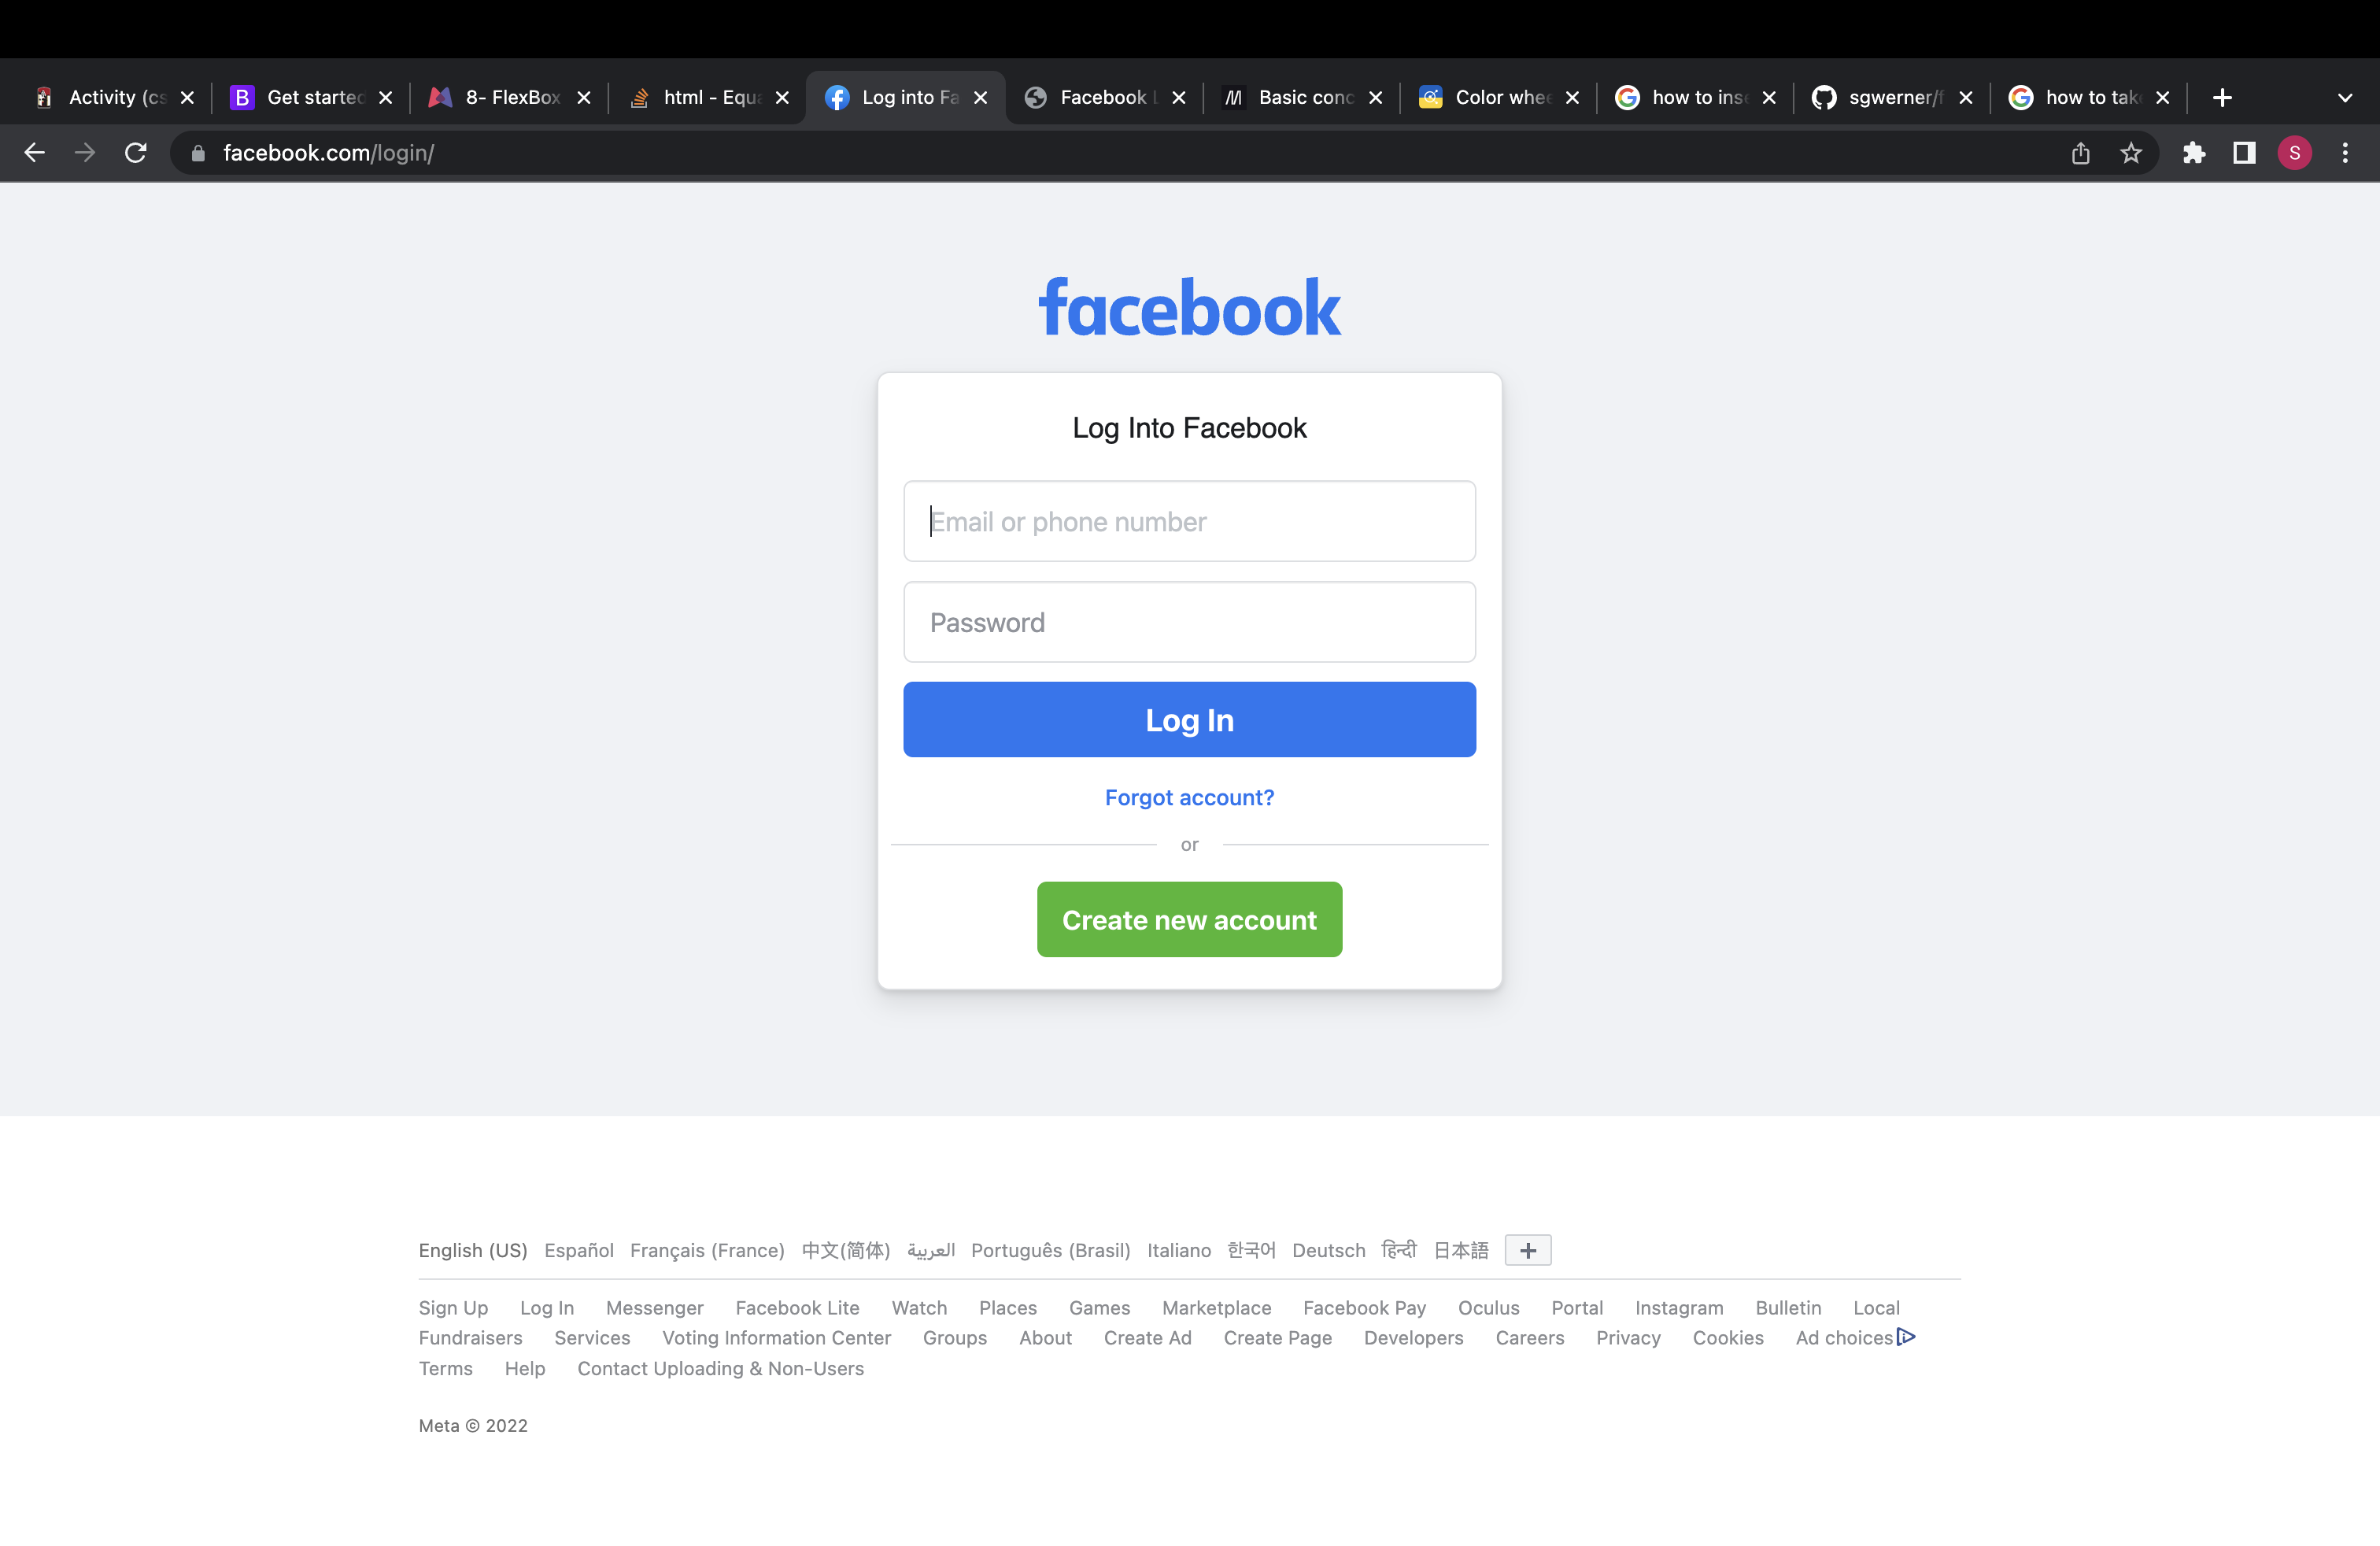 Activity (cs
Get started
8- FlexBox
html - Equa
Log into Fa
Facebook L
Basic conc
Color whee
how to inse
sgwerner/f
how to take
facebook.com/login/
S
facebook
Log Into Facebook
Email or phone number
Password
Log In
Forgot account?
or
Create new account
English (US) Español Français (France) 中文(简体) العربية Português (Brasil) Italiano 한국어 Deutsch हिन्दी 日本語
Sign Up Log In Messenger Facebook Lite Watch Places Games Marketplace Facebook Pay Oculus Portal Instagram Bulletin Local
Fundraisers Services Voting Information Center Groups About Create Ad Create Page Developers Careers Privacy Cookies Ad choices
Terms Help Contact Uploading & Non-Users
Meta © 2022